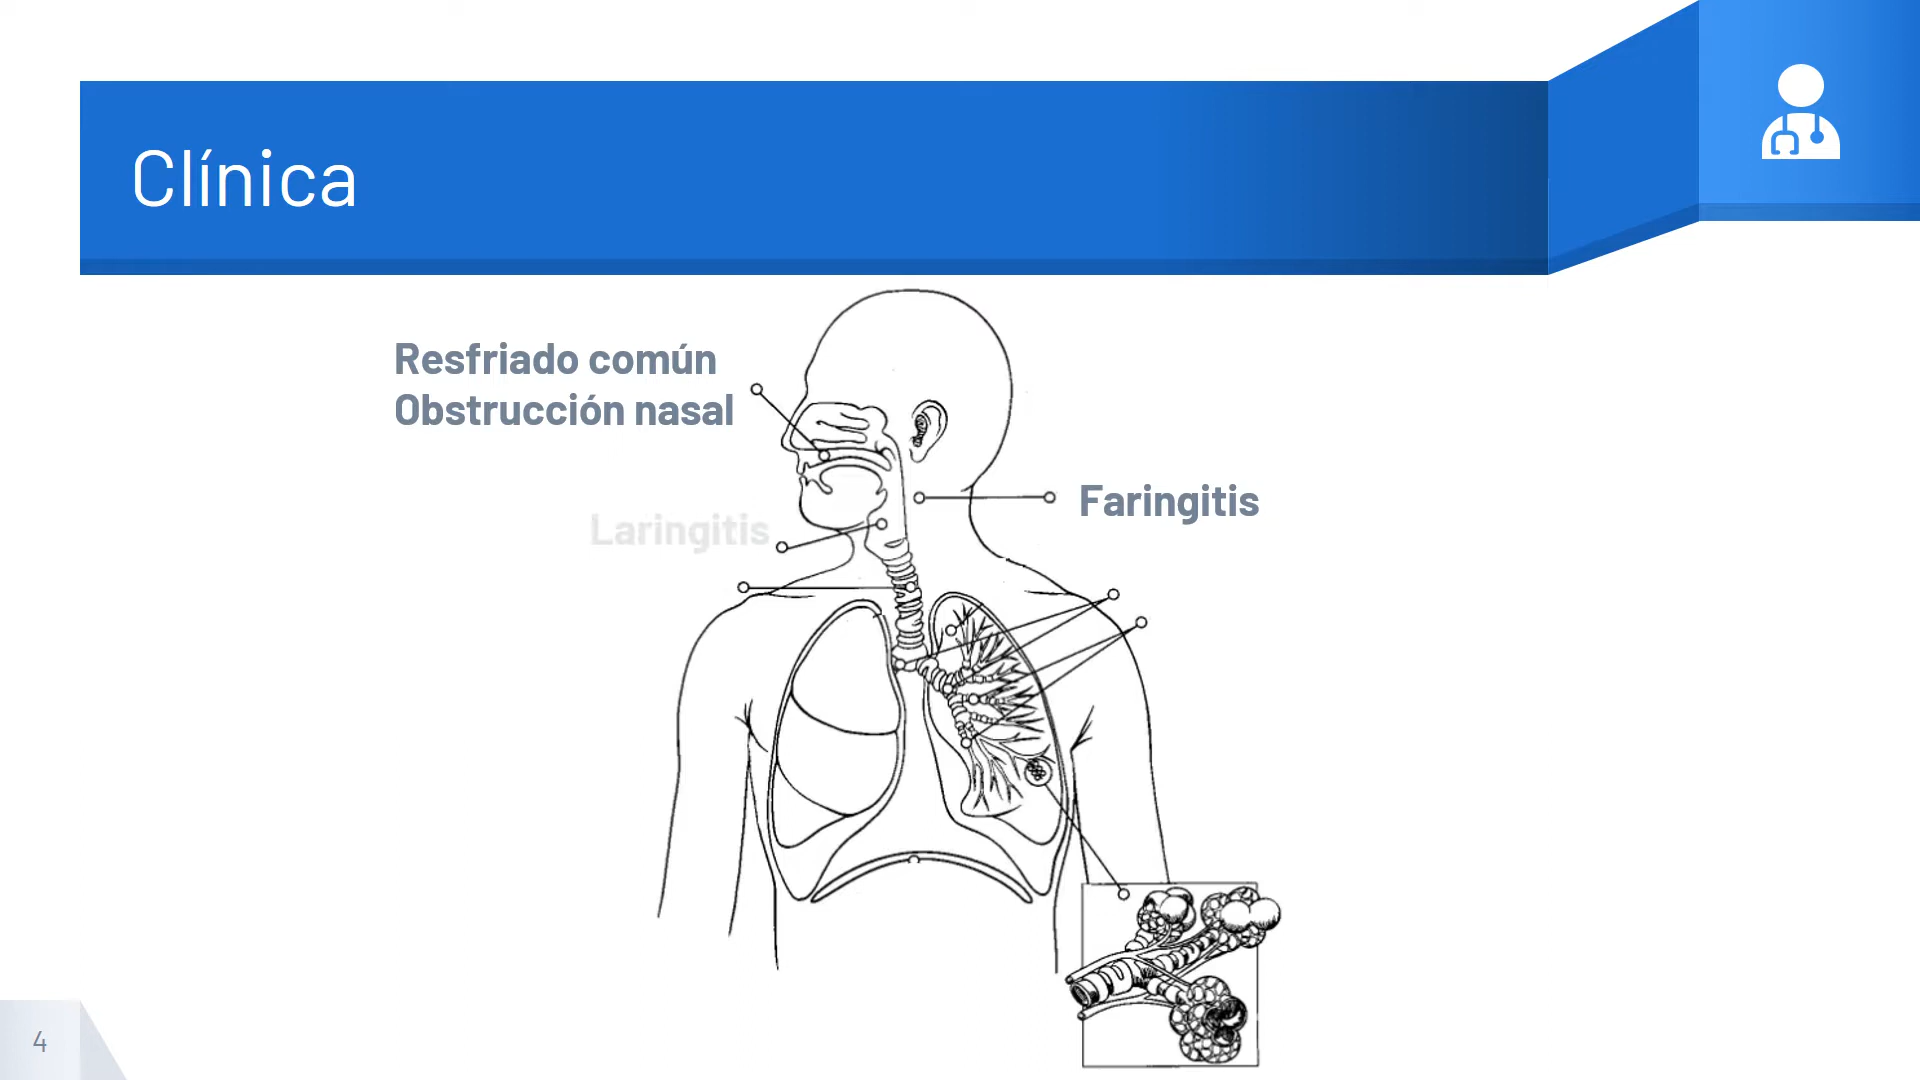 Clínica
Resfriado común
Obstrucción nasal
Faringitis
Laringitis
4